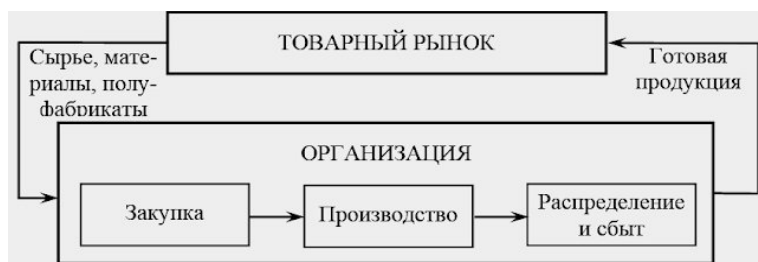 ТОВАРНЫЙ РЫНОК
Сырье, мате-
риалы, полу-
фабрикаты
Готовая
продукция
ОРГАНИЗАЦИЯ
Закупка
Производство
Распределение
и сбыт